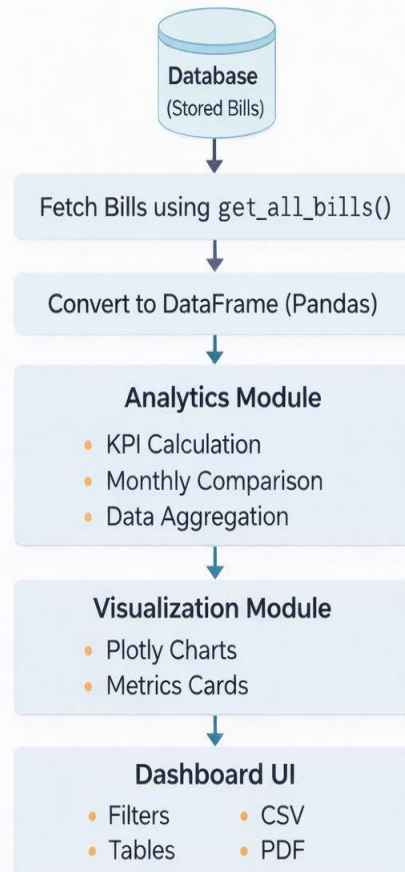 Database
(Stored Bills)
Fetch Bills using get_all_bills()
Convert to DataFrame (Pandas)
Analytics Module
• KPI Calculation
• Monthly Comparison
• Data Aggregation
Visualization Module
• Plotly Charts
• Metrics Cards
Dashboard UI
• Filters • CSV
• Tables • PDF